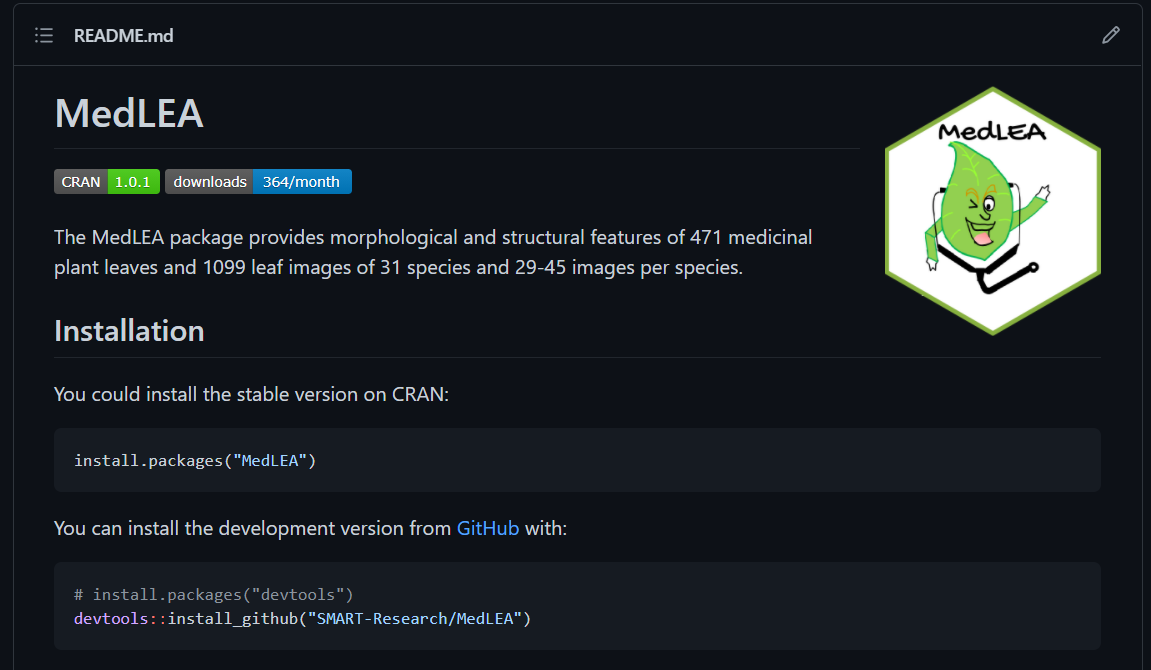 README.md
MedLEA
MedLEA
CRAN 1.0.1 downloads 364/month
The MedLEA package provides morphological and structural features of 471 medicinal
plant leaves and 1099 leaf images of 31 species and 29-45 images per species.
Installation
You could install the stable version on CRAN:
install.packages("MedLEA")
You can install the development version from GitHub with:
# install.packages("devtools")
devtools::install_github("SMART-Research/MedLEA")